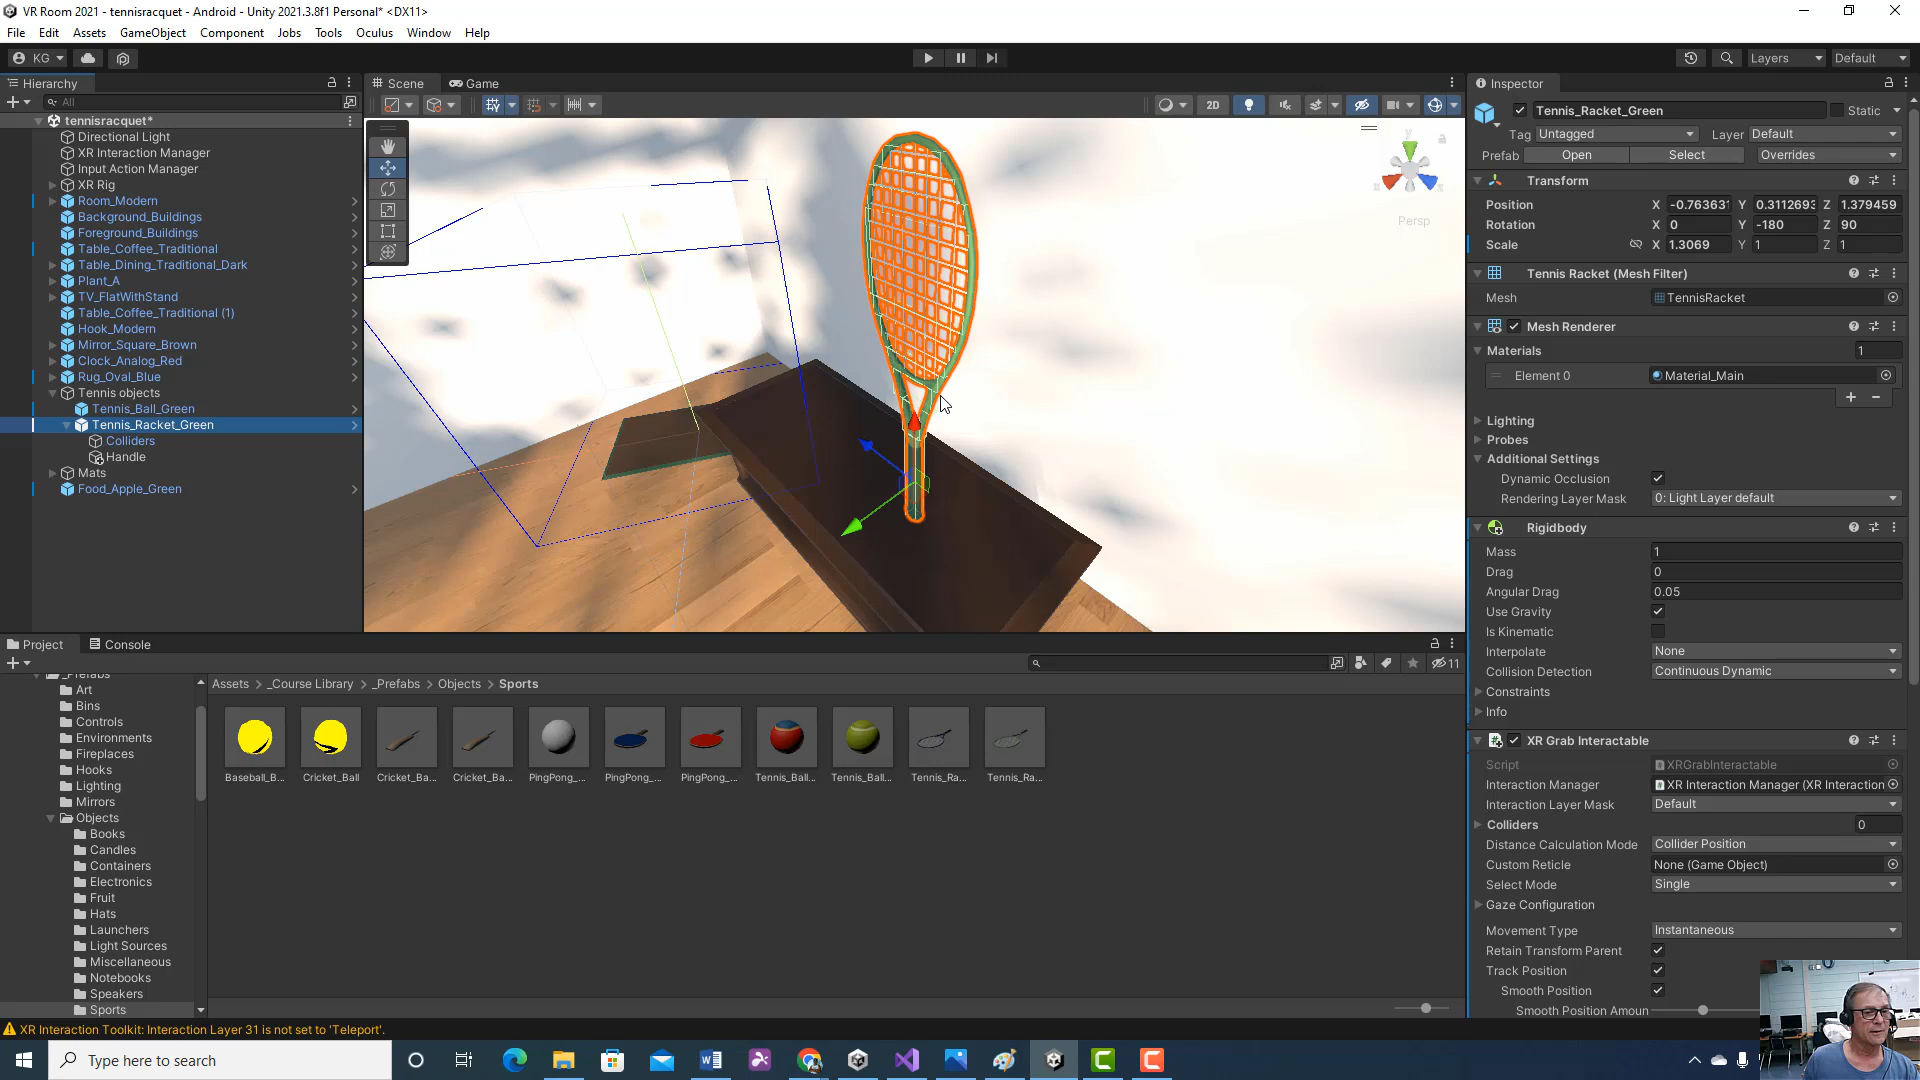 VR Room 2021 - tennisracquet - Android - Unity 2021.3.8f1 Personal* <DX11>
File Edit Assets GameObject Component Jobs Tools Oculus Window Help
KG
Layers Default
Hierarchy
All
tennisracquet*
Directional Light
XR Interaction Manager
Input Action Manager
XR Rig
Room_Modern
Background_Buildings
Foreground_Buildings
Table_Coffee_Traditional
Table_Dining_Traditional_Dark
Plant_A
TV_FlatWithStand
Table_Coffee_Traditional (1)
Hook_Modern
Mirror_Square_Brown
Clock_Analog_Red
Rug_Oval_Blue
Tennis objects
Tennis_Ball_Green
Tennis_Racket_Green
Colliders
Handle
Mats
Food_Apple_Green
Scene Game
2D
y
x z
Persp
Inspector
Tennis_Racket_Green Static
Tag Untagged Layer Default
Prefab Open Select Overrides
Transform
Position X -0.763631 Y 0.3112693 Z 1.379459
Rotation X 0 Y -180 Z 90
Scale X 1.3069 Y 1 Z 1
Tennis Racket (Mesh Filter)
Mesh TennisRacket
Mesh Renderer
Materials 1
Element 0 Material_Main
Lighting
Probes
Additional Settings
Dynamic Occlusion
Rendering Layer Mask 0: Light Layer default
Rigidbody
Mass 1
Drag 0
Angular Drag 0.05
Use Gravity
Is Kinematic
Interpolate None
Collision Detection Continuous Dynamic
Constraints
Info
XR Grab Interactable
Script XRGrabInteractable
Interaction Manager XR Interaction Manager (XR Interaction
Interaction Layer Mask Default
Colliders 0
Distance Calculation Mode Collider Position
Custom Reticle None (Game Object)
Select Mode Single
Gaze Configuration
Movement Type Instantaneous
Retain Transform Parent
Track Position
Smooth Position
Smooth Position Amoun
Project Console
11
_Prefabs
Art
Bins
Controls
Environments
Fireplaces
Hooks
Lighting
Mirrors
Objects
Books
Candles
Containers
Electronics
Fruit
Hats
Launchers
Light Sources
Miscellaneous
Notebooks
Speakers
Sports
Assets > _Course Library > _Prefabs > Objects > Sports
Baseball_B... Cricket_Ball Cricket_Ba... Cricket_Ba... PingPong_... PingPong_... PingPong_... Tennis_Ball... Tennis_Ball... Tennis_Ra... Tennis_Ra...
XR Interaction Toolkit: Interaction Layer 31 is not set to 'Teleport'.
Type here to search